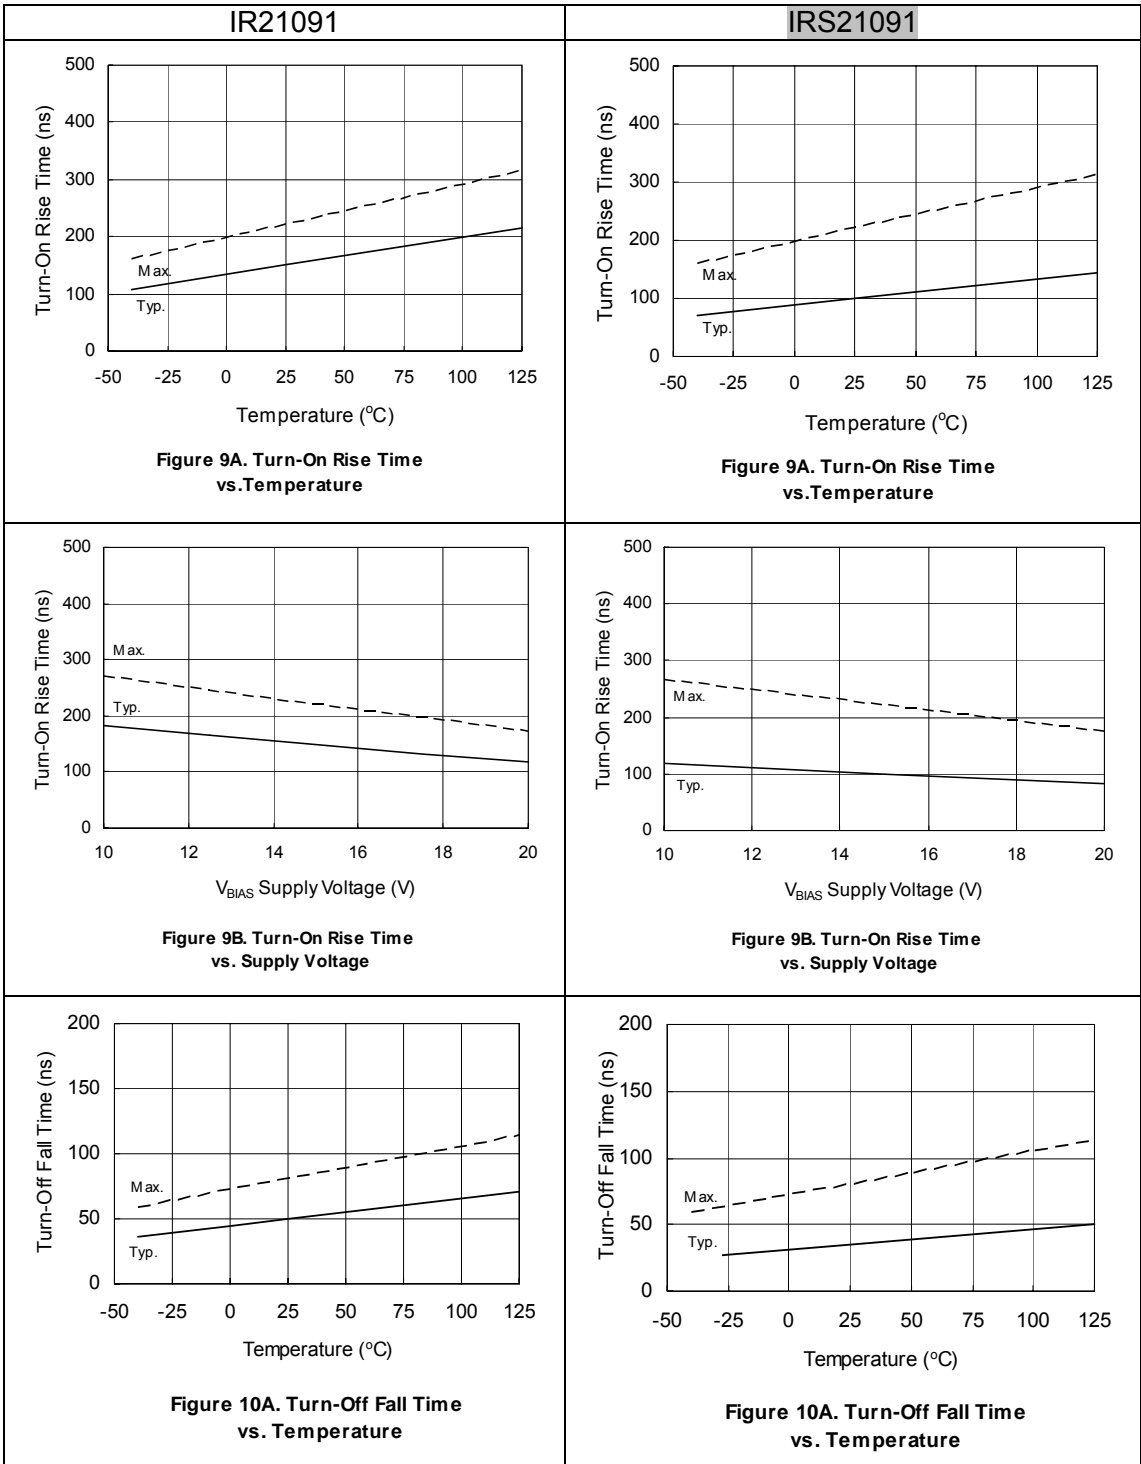 IR21091
IRS21091
500
400
300
200
100
0
Turn-On Rise Time (ns)
Max.
Typ.
-50 -25 0 25 50 75 100 125
Temperature (°C)
Figure 9A. Turn-On Rise Time
vs.Temperature
500
400
300
200
100
0
Turn-On Rise Time (ns)
Max.
Typ.
-50 -25 0 25 50 75 100 125
Temperature (°C)
Figure 9A. Turn-On Rise Time
vs.Temperature
500
400
300
200
100
0
Turn-On Rise Time (ns)
Max.
Typ.
10 12 14 16 18 20
VBIAS Supply Voltage (V)
Figure 9B. Turn-On Rise Time
vs. Supply Voltage
500
400
300
200
100
0
Turn-On Rise Time (ns)
Max.
Typ.
10 12 14 16 18 20
VBIAS Supply Voltage (V)
Figure 9B. Turn-On Rise Time
vs. Supply Voltage
200
150
100
50
0
Turn-Off Fall Time (ns)
Max.
Typ.
-50 -25 0 25 50 75 100 125
Temperature (°C)
Figure 10A. Turn-Off Fall Time
vs. Temperature
200
150
100
50
0
Turn-Off Fall Time (ns)
Max.
Typ.
-50 -25 0 25 50 75 100 125
Temperature (°C)
Figure 10A. Turn-Off Fall Time
vs. Temperature